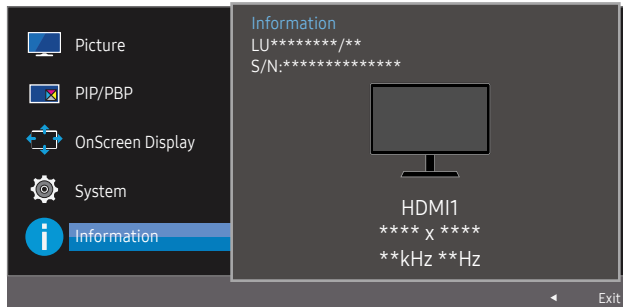 Picture
PIP/PBP
OnScreen Display
System
Information
Information
LU********/**
S/N:**************
HDMI1
**** x ****
**kHz **Hz
Exit